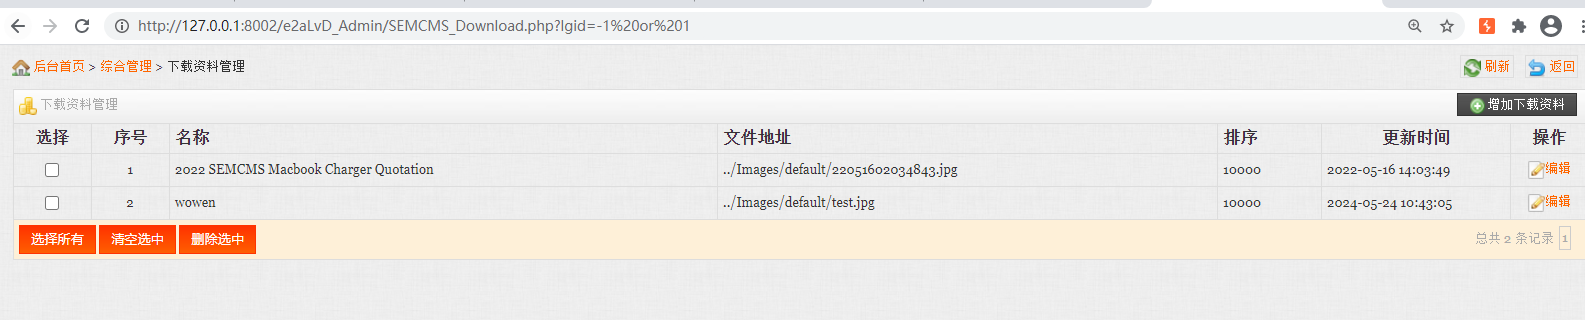 http://127.0.0.1:8002/e2aLvD_Admin/SEMCMS_Download.php?lgid=-1%20or%201
后台首页 > 综合管理 > 下载资料管理 刷新 返回
下载资料管理 增加下载资料
选择 序号 名称 文件地址 排序 更新时间 操作
1 2022 SEMCMS Macbook Charger Quotation ../Images/default/22051602034843.jpg 10000 2022-05-16 14:03:49 编辑
2 wowen ../Images/default/test.jpg 10000 2024-05-24 10:43:05 编辑
选择所有 清空选中 删除选中 总共 2 条记录 1